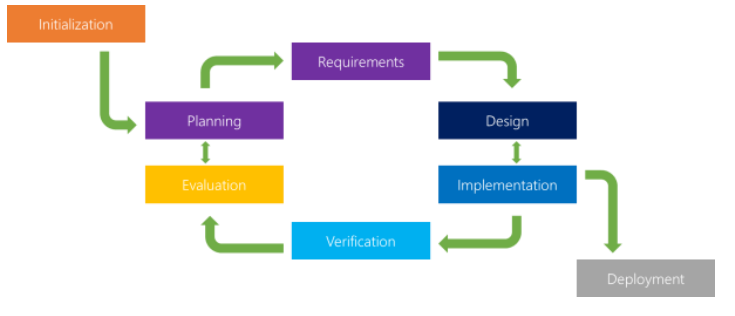 Initialization
Requirements
Planning
Design
Evaluation
Implementation
Verification
Deployment